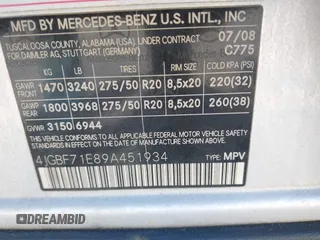 MFD BY MERCEDES-BENZ U.S. INTL., INC
TUSCALOOSA COUNTY, ALABAMA (USA) UNDER CONTRACT 07/08
FOR DAIMLER AG, STUTTGART (GERMANY) C775
TIRES RIM SIZE COLD KPA (PSI)
GAWR FRONT 1470 3240 275/50 R20 8,5x20 220(32)
GAWR REAR 1800 3968 275/50 R20 8,5x20 260(38)
GVWR 3150 6944
THIS VEHICLE CONFORMS TO ALL APPLICABLE FEDERAL
MOTOR VEHICLE SAFETY STANDARDS IN EFFECT ON THE
DATE OF MANUFACTURE SHOWN ABOVE
4JGBF71E89A451934 TYPE: MPV